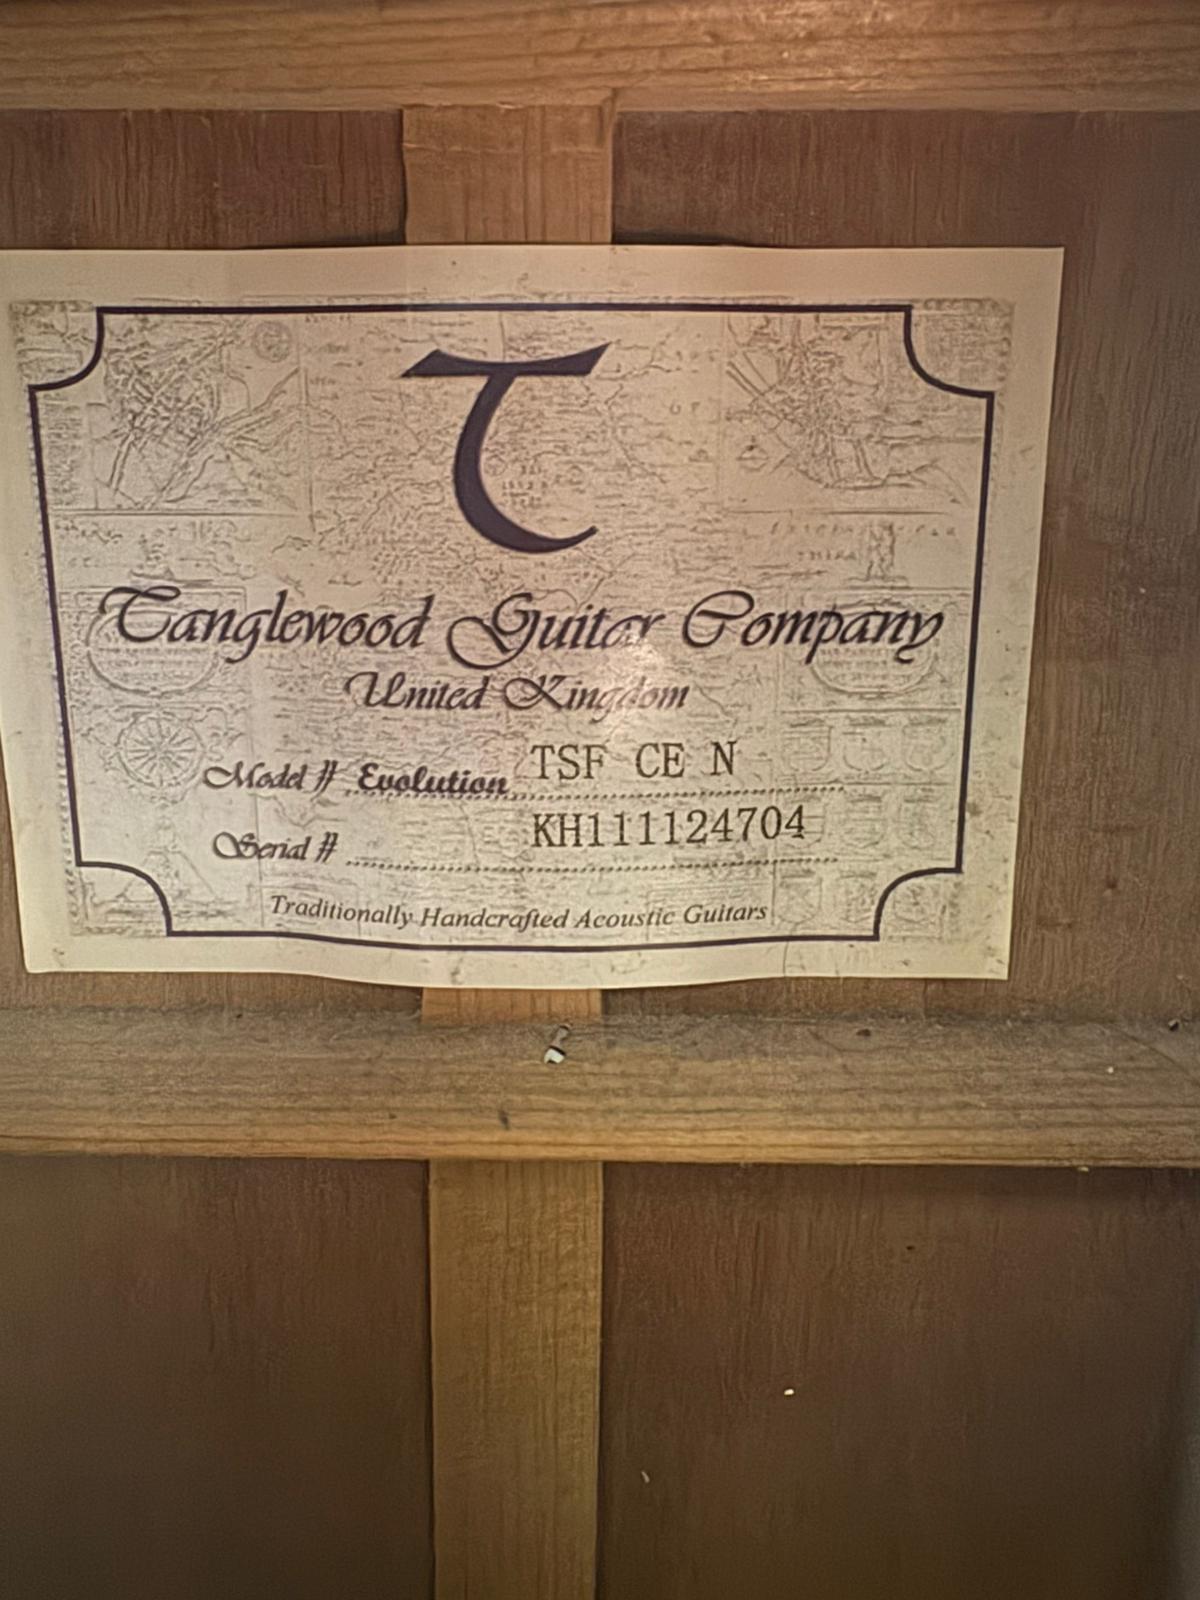 T
Tanglewood Guitar Company
United Kingdom
Model # Evolution TSF CE N
Serial # KH111124704
Traditionally Handcrafted Acoustic Guitars